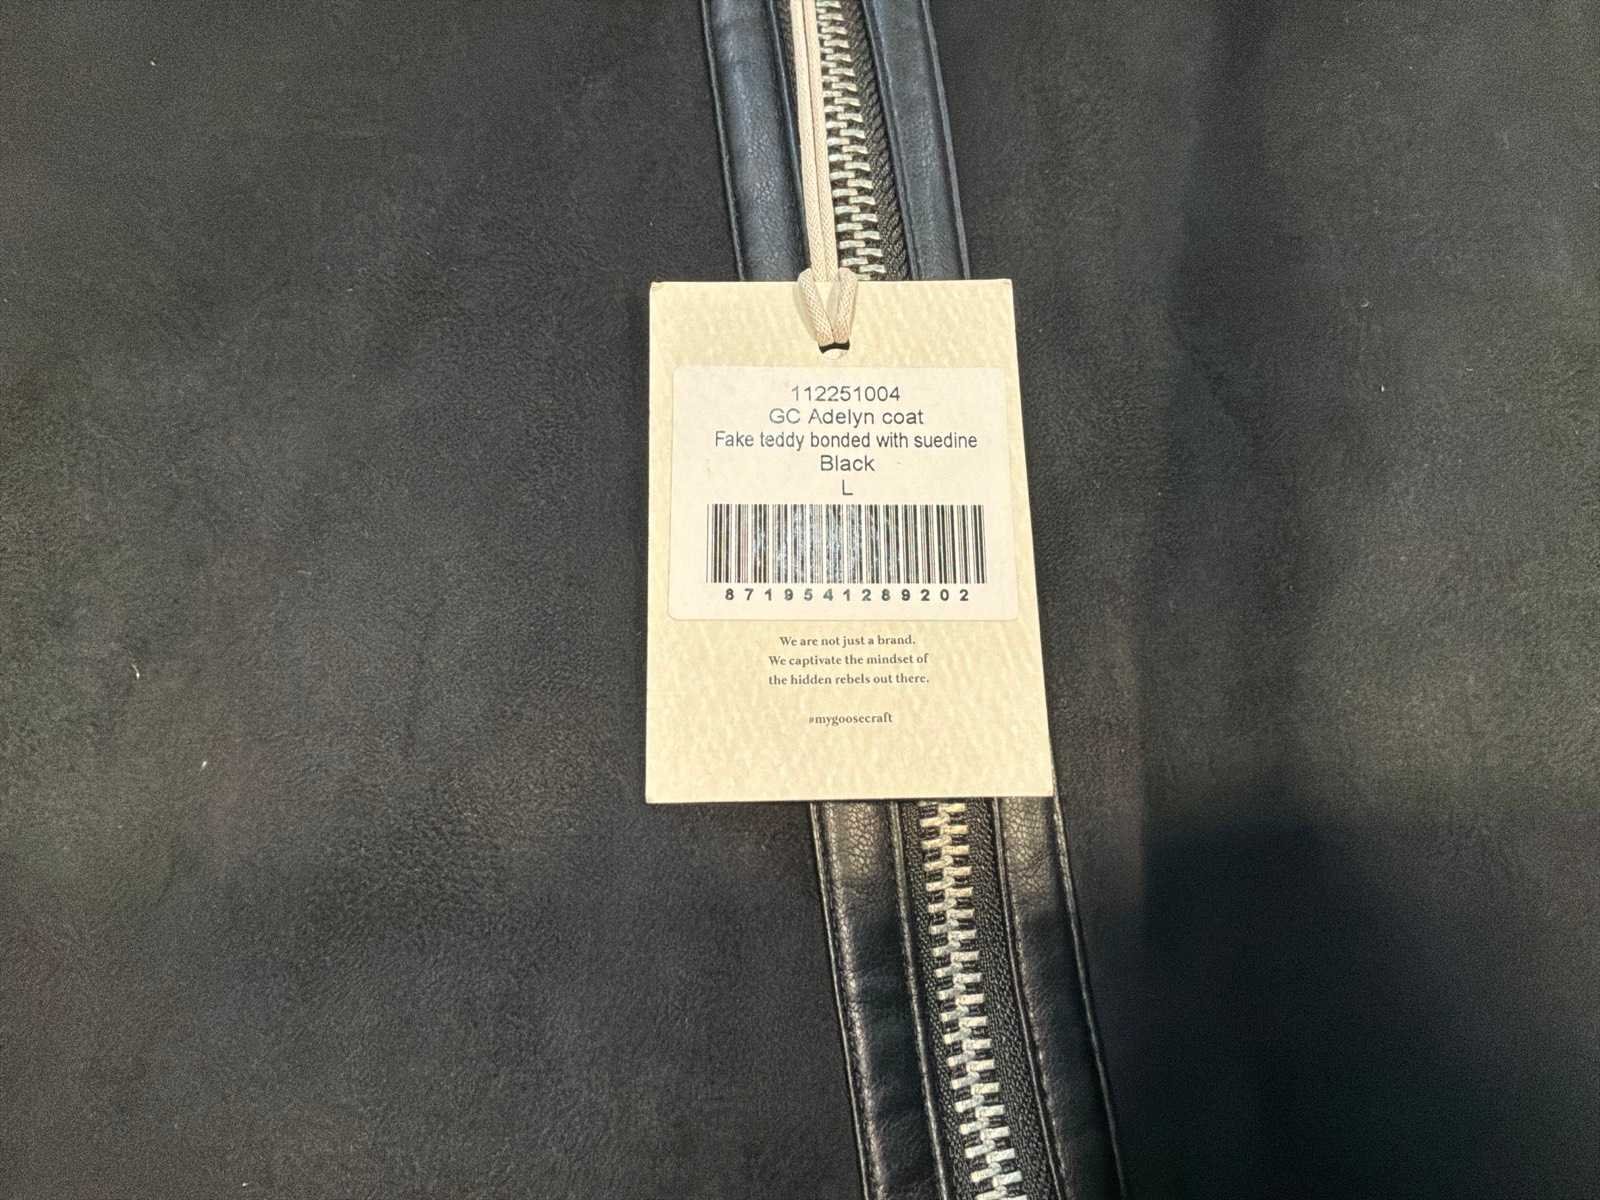 112251004
GC Adelyn coat
Fake teddy bonded with suedine
Black
L
8719541289202
We are not just a brand.
We captivate the mindset of
the hidden rebels out there.
#mygoosecraft